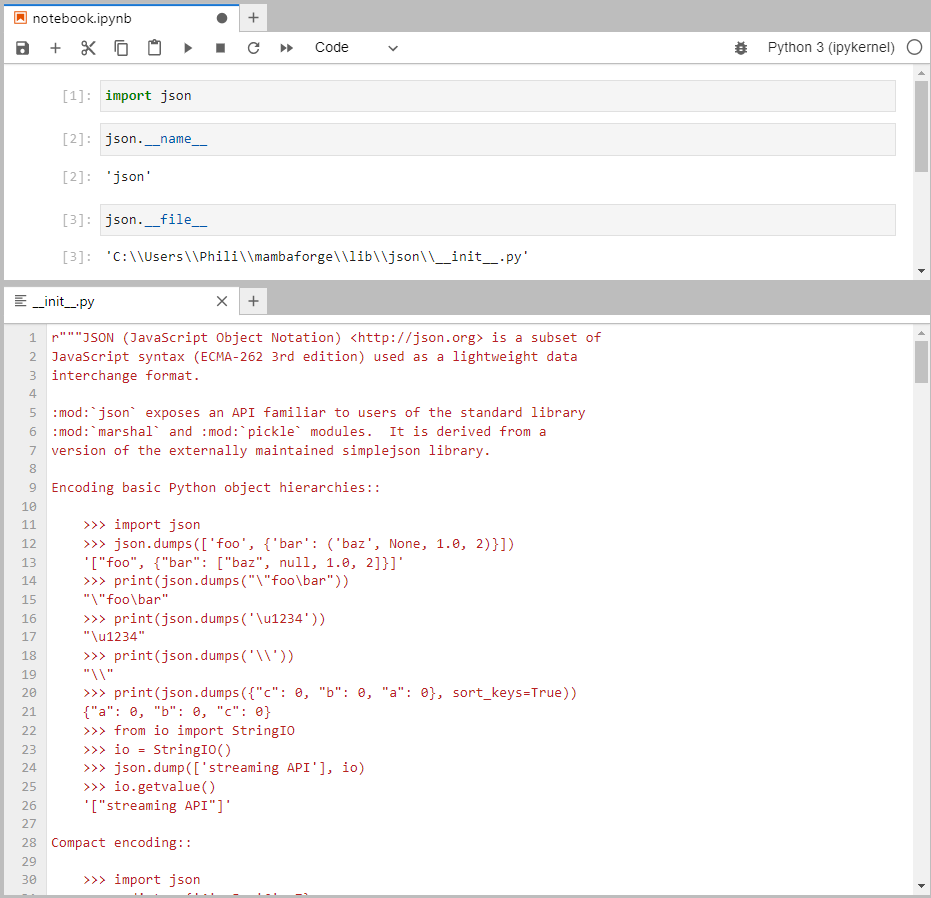 notebook.ipynb
Code
Python 3 (ipykernel)
[1]: import json
[2]: json.__name__
[2]: 'json'
[3]: json.__file__
[3]: 'C:\\Users\\Phili\\mambaforge\\lib\\json\\__init__.py'
__init__.py
1 r"""JSON (JavaScript Object Notation) <http://json.org> is a subset of
2 JavaScript syntax (ECMA-262 3rd edition) used as a lightweight data
3 interchange format.
4
5 :mod:`json` exposes an API familiar to users of the standard library
6 :mod:`marshal` and :mod:`pickle` modules.  It is derived from a
7 version of the externally maintained simplejson library.
8
9 Encoding basic Python object hierarchies::
10
11     >>> import json
12     >>> json.dumps(['foo', {'bar': ('baz', None, 1.0, 2)}])
13     '["foo", {"bar": ["baz", null, 1.0, 2]}]'
14     >>> print(json.dumps("\"foo\bar"))
15     "\"foo\bar"
16     >>> print(json.dumps('\u1234'))
17     "\u1234"
18     >>> print(json.dumps('\\'))
19     "\\"
20     >>> print(json.dumps({"c": 0, "b": 0, "a": 0}, sort_keys=True))
21     {"a": 0, "b": 0, "c": 0}
22     >>> from io import StringIO
23     >>> io = StringIO()
24     >>> json.dump(['streaming API'], io)
25     >>> io.getvalue()
26     '["streaming API"]'
27
28 Compact encoding::
29
30     >>> import json